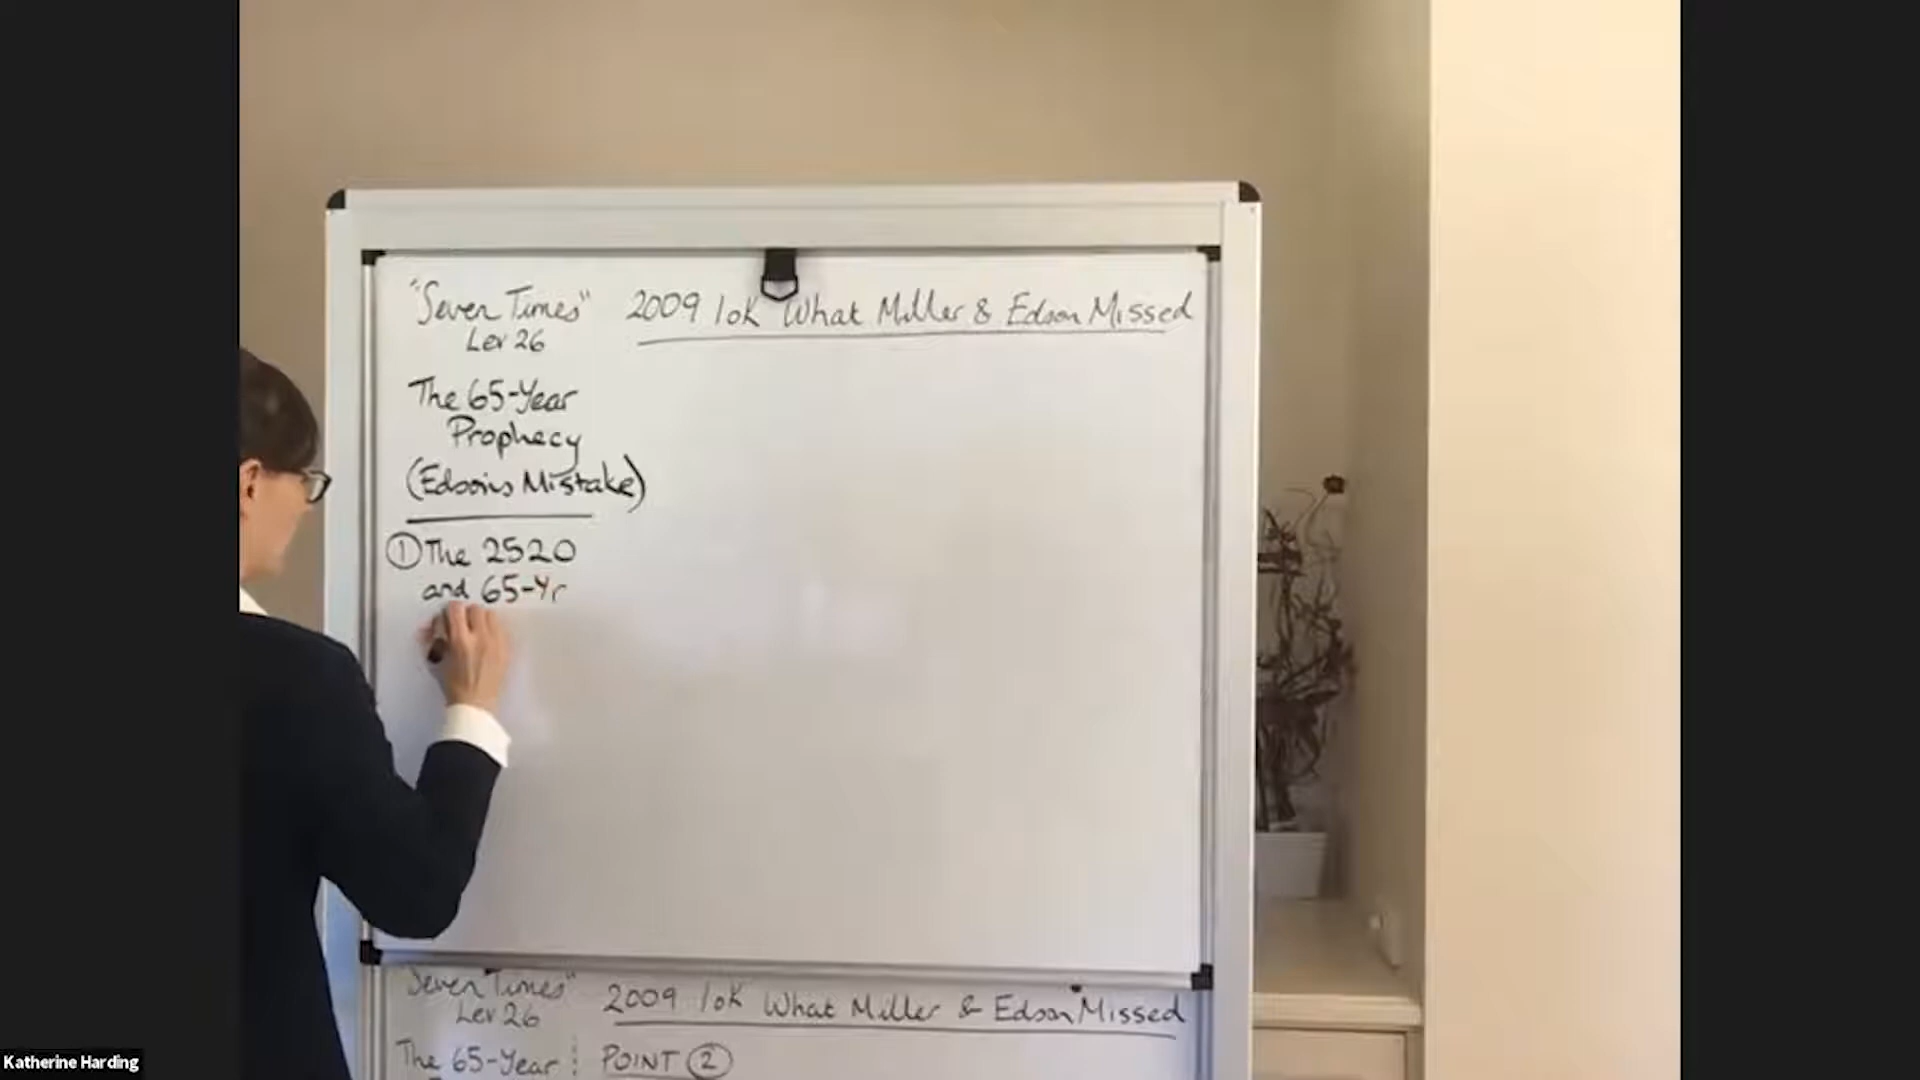 "Seven Times"
Lev 26
2009 10K What Miller & Edson Missed
The 65-Year
Prophecy
(Edson's Mistake)
① The 2520
and 65-Yr
"Seven Times"
Lev 26
2009 10K What Miller & Edson Missed
The 65-Year
POINT ②
Katherine Harding